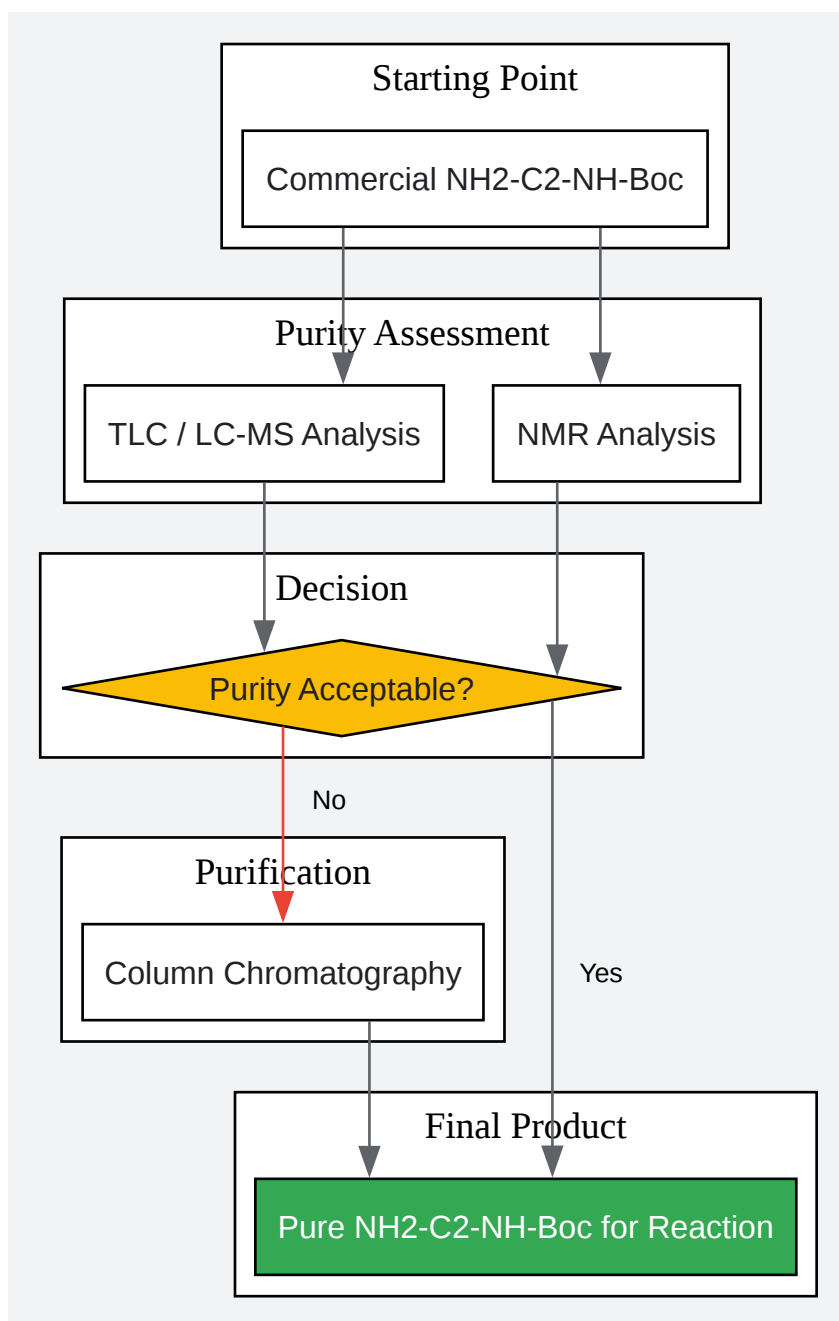 Starting Point
Commercial NH2-C2-NH-Boc
Purity Assessment
TLC / LC-MS Analysis
NMR Analysis
Decision
Purity Acceptable?
No
Purification
Column Chromatography
Yes
Final Product
Pure NH2-C2-NH-Boc for Reaction